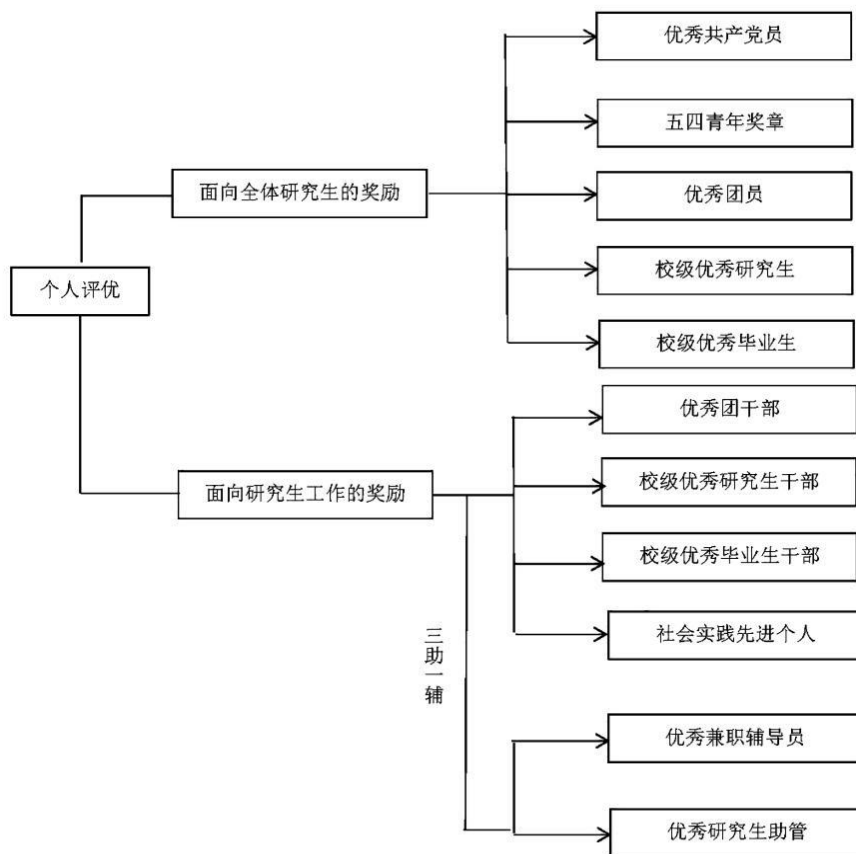 优秀共产党员
五四青年奖章
面向全体研究生的奖励
优秀团员
个人评优
校级优秀研究生
校级优秀毕业生
优秀团干部
面向研究生工作的奖励
校级优秀研究生干部
校级优秀毕业生干部
社会实践先进个人
三助一辅
优秀兼职辅导员
优秀研究生助管